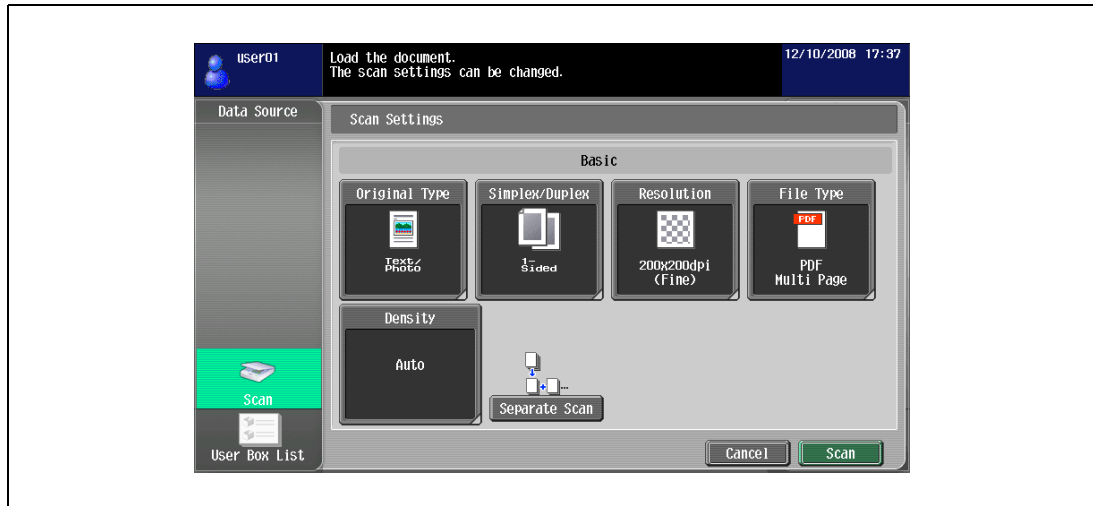 user01
Load the document.
The scan settings can be changed.
12/10/2008 17:37
Data Source
Scan Settings
Basic
Original Type
Text/
Photo
Simplex/Duplex
1-
Sided
Resolution
200X200dpi
(Fine)
File Type
PDF
PDF
Multi Page
Density
Auto
Separate Scan
Scan
User Box List
Cancel
Scan